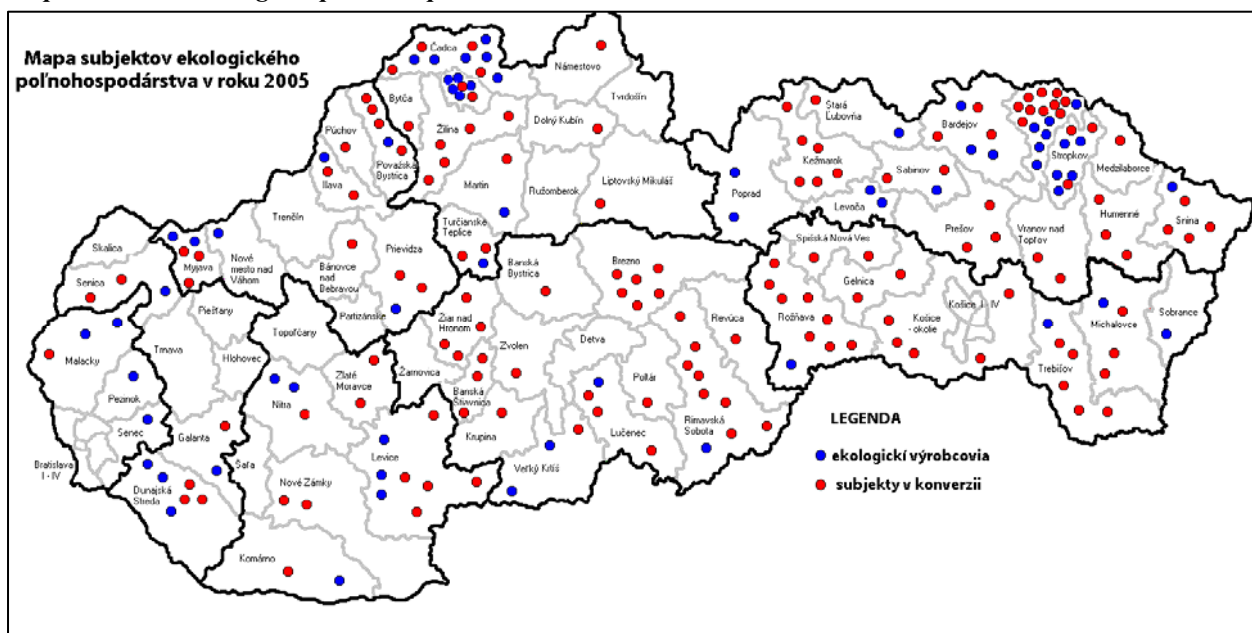 Mapa subjektov ekologického
poľnohospodárstva v roku 2005
Čadca
Námestovo
Tvrdošín
Bytča
Dolný Kubín
Žilina
Púchov
Považská
Bystrica
Ilava
Martin
Ružomberok
Liptovský Mikuláš
Stará
Ľubovňa
Kežmarok
Bardejov
Sabinov
Stropkov
Medzilaborce
Poprad
Levoča
Prešov
Humenné
Snina
Vranov nad
Topľov
Trenčín
Turčianske
Teplice
Prievidza
Skalica
Senica
Myjava
Nové
mesto nad
Váhom
Bánovce
nad
Bebravou
Partizánske
Banská
Bystrica
Brezno
Spišská Nová Ves
Gelnica
Rožňava
Košice I - IV
Košice
- okolie
Michalovce
Sobrance
Trebišov
Piešťany
Topoľčany
Žiar nad
Hronom
Zvolen
Detva
Revúca
Malacky
Trnava
Hlohovec
Zlaté
Moravce
Žarnovica
Poltár
Pezinok
Nitra
Banská
Štiavnica
Krupina
Lučenec
Rimavská
Sobota
Senec
Galanta
Bratislava
I - IV
Šaľa
Levice
Veľký Krtíš
Dunajská
Streda
Nové Zámky
Komárno
LEGENDA
ekologickí výrobcovia
subjekty v konverzii